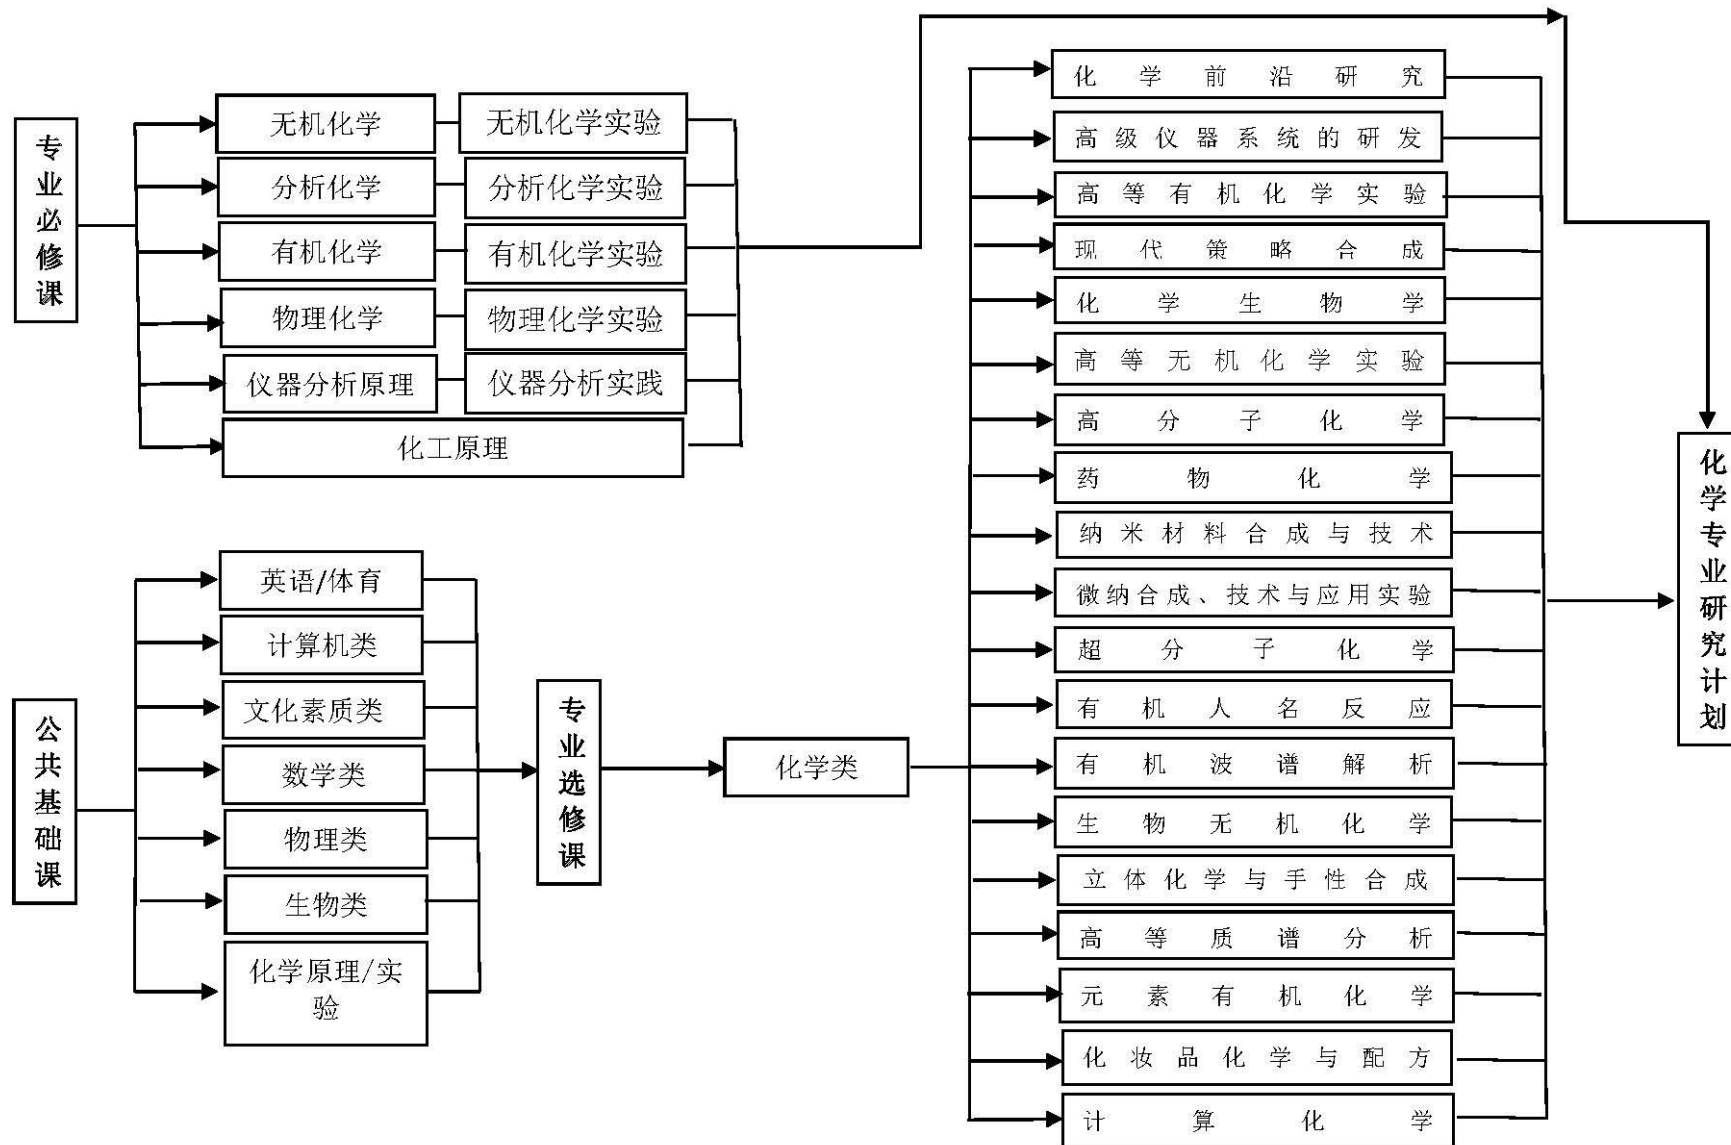 专业必修课
无机化学
无机化学实验
分析化学
分析化学实验
有机化学
有机化学实验
物理化学
物理化学实验
仪器分析原理
仪器分析实践
化工原理
公共基础课
英语/体育
计算机类
文化素质类
数学类
物理类
生物类
化学原理/实
验
专业选修课
化学类
化学前沿研究
高级仪器系统的研发
高等有机化学实验
现代策略合成
化学生物学
高等无机化学实验
高分子化学
药物化学
纳米材料合成与技术
微纳合成、技术与应用实验
超分子化学
有机人名反应
有机波谱解析
生物无机化学
立体化学与手性合成
高等质谱分析
元素有机化学
化妆品化学与配方
计算化学
化学专业研究计划